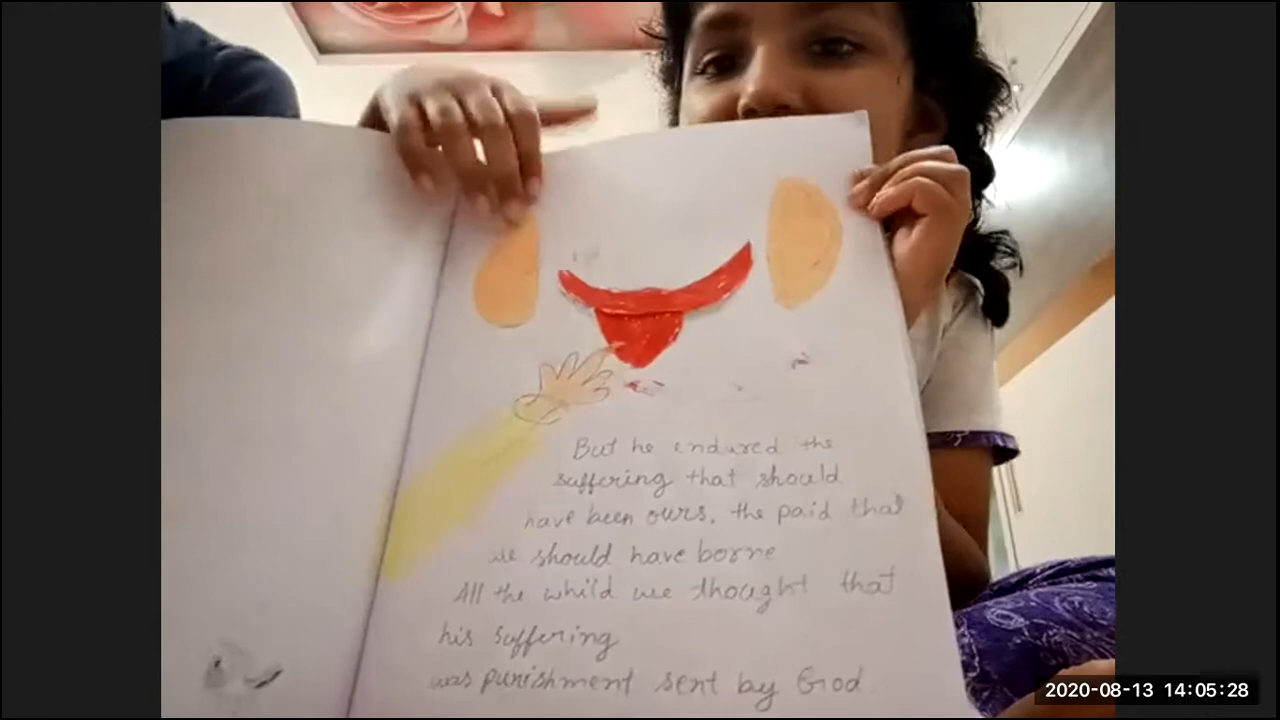 But he endured the
suffering that should
have been ours, the paid that
we should have borne
All the whild we thought that
his suffering
was punishment sent by God
2020-08-13 14:05:28